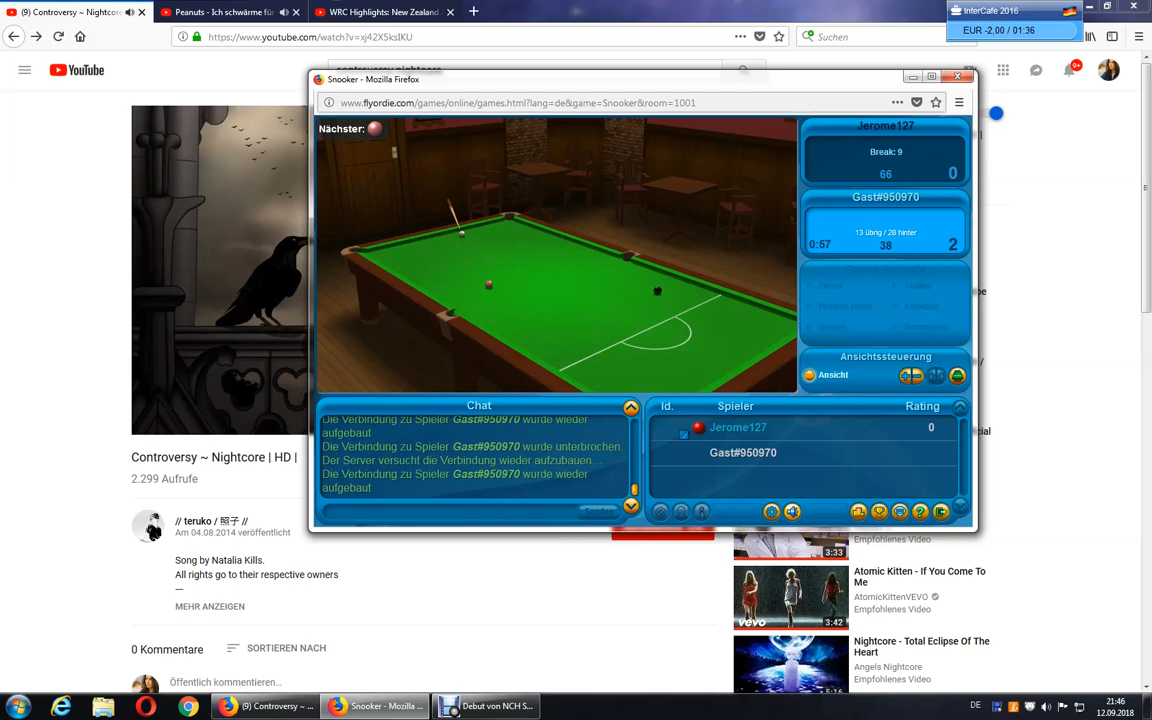 (9) Controversy ~ Nightcore
Peanuts - Ich schwärme für
WRC Highlights: New Zealand
InterCafe 2016
EUR -2,00 / 01:36
https://www.youtube.com/watch?v=xj42X5ksIKU
Suchen
YouTube
controversy nightcore
9+
Snooker - Mozilla Firefox
www.flyordie.com/games/online/games.html?lang=de&game=Snooker&room=1001
Nächster:
Jerome127
Break: 9
66
0
Gast#950970
13 übrig / 28 hinter
0:57
38
2
Ansichtssteuerung
Ansicht
Chat
Die Verbindung zu Spieler Gast#950970 wurde wieder
aufgebaut
Die Verbindung zu Spieler Gast#950970 wurde unterbrochen.
Der Server versucht die Verbindung wieder aufzubauen...
Die Verbindung zu Spieler Gast#950970 wurde wieder
aufgebaut
Id.
Spieler
Rating
Jerome127
0
Gast#950970
Controversy ~ Nightcore | HD |
2.299 Aufrufe
// teruko / 照子 //
Am 04.08.2014 veröffentlicht
Song by Natalia Kills.
All rights go to their respective owners
---
MEHR ANZEIGEN
0 Kommentare
SORTIEREN NACH
Öffentlich kommentieren...
Empfohlenes Video
3:33
Atomic Kitten - If You Come To
Me
AtomicKittenVEVO
Empfohlenes Video
vevo
3:42
Nightcore - Total Eclipse Of The
Heart
Angels Nightcore
Empfohlenes Video
5:16
(9) Controversy ~ ...
Snooker - Mozilla ...
Debut von NCH S...
DE
21:46
12.09.2018